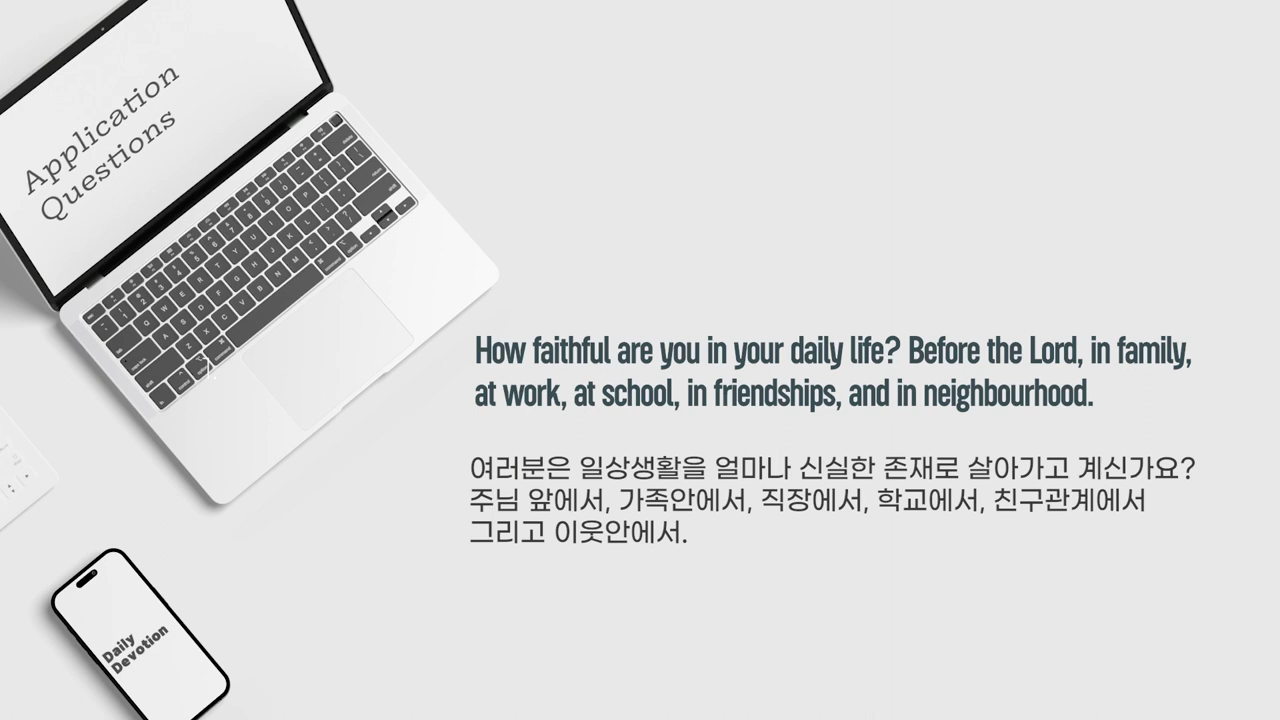 Application
Questions
How faithful are you in your daily life? Before the Lord, in family,
at work, at school, in friendships, and in neighbourhood.
여러분은 일상생활을 얼마나 신실한 존재로 살아가고 계신가요?
주님 앞에서, 가족안에서, 직장에서, 학교에서, 친구관계에서
그리고 이웃안에서.
Daily
Devotion